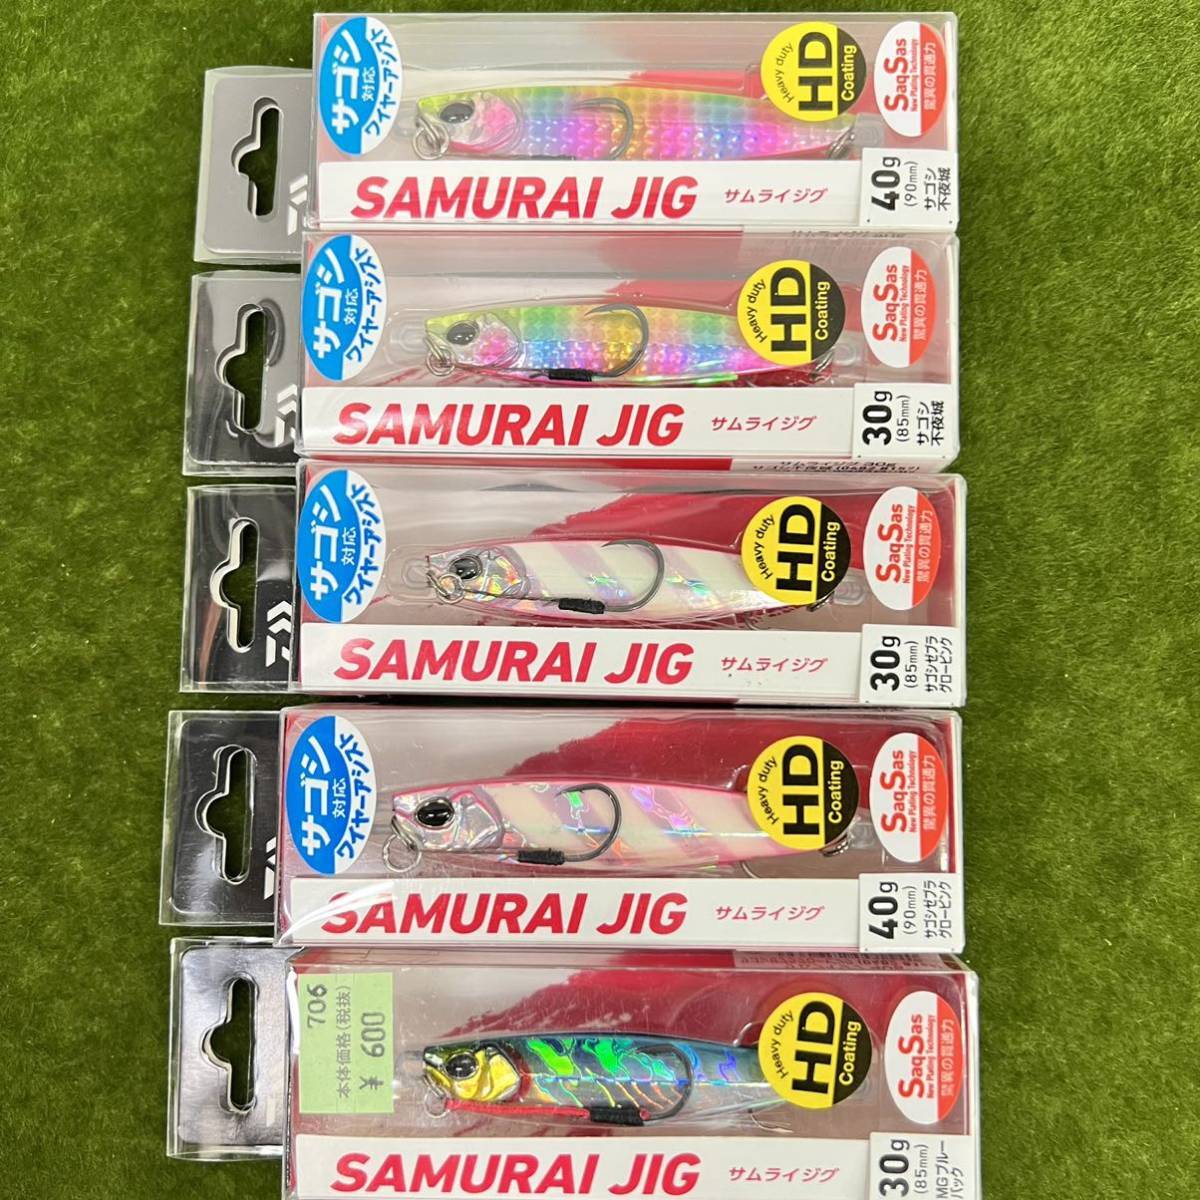 サゴシ
対応
ワイヤーアシスト
Heavy duty
HD
Coating
SaqSas
New Plating Technology
驚異の貫通力
SAMURAI JIG サムライジグ
40g
(90mm)
サゴシ
不夜城
サゴシ
対応
ワイヤーアシスト
Heavy duty
HD
Coating
SaqSas
New Plating Technology
驚異の貫通力
SAMURAI JIG サムライジグ
30g
(85mm)
サゴシ
不夜城
サムライジグ 30g
サゴシ
対応
ワイヤーアシスト
Heavy duty
HD
Coating
SaqSas
New Plating Technology
驚異の貫通力
SAMURAI JIG サムライジグ
30g
(85mm)
サゴシゼブラ
グローピンク
サゴシ
対応
ワイヤーアシスト
Heavy duty
HD
Coating
SaqSas
New Plating Technology
驚異の貫通力
SAMURAI JIG サムライジグ
40g
(90mm)
サゴシゼブラ
グローピンク
706
本体価格(税抜)
¥ 600
Heavy duty
HD
Coating
SaqSas
New Plating Technology
驚異の貫通力
SAMURAI JIG サムライジグ
30g
(85mm)
MGブルー
バック